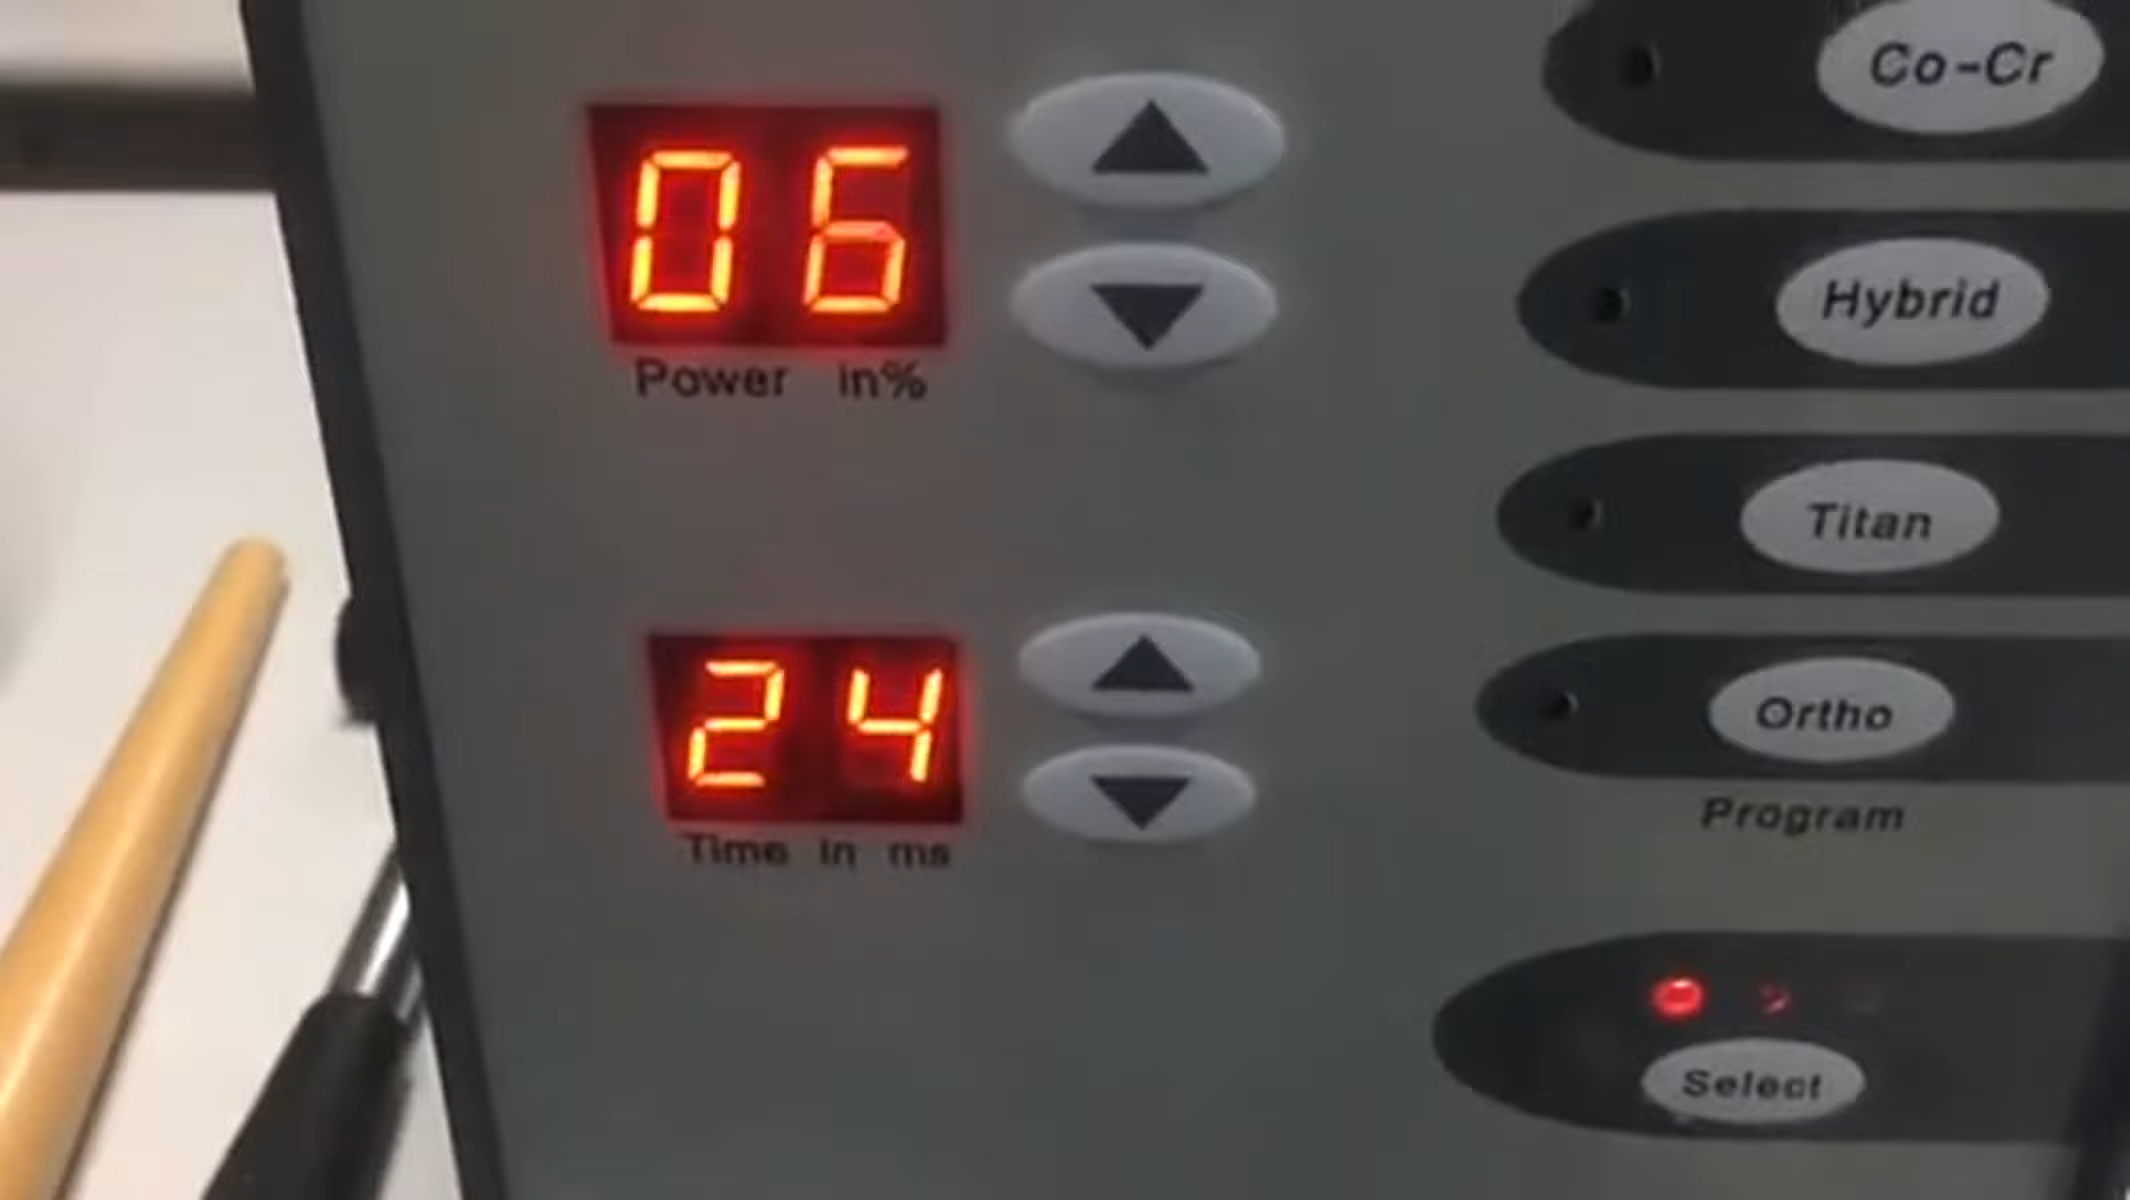 Co-Cr
06
Hybrid
Power in%
Titan
24
Ortho
Time in ms
Program
Select